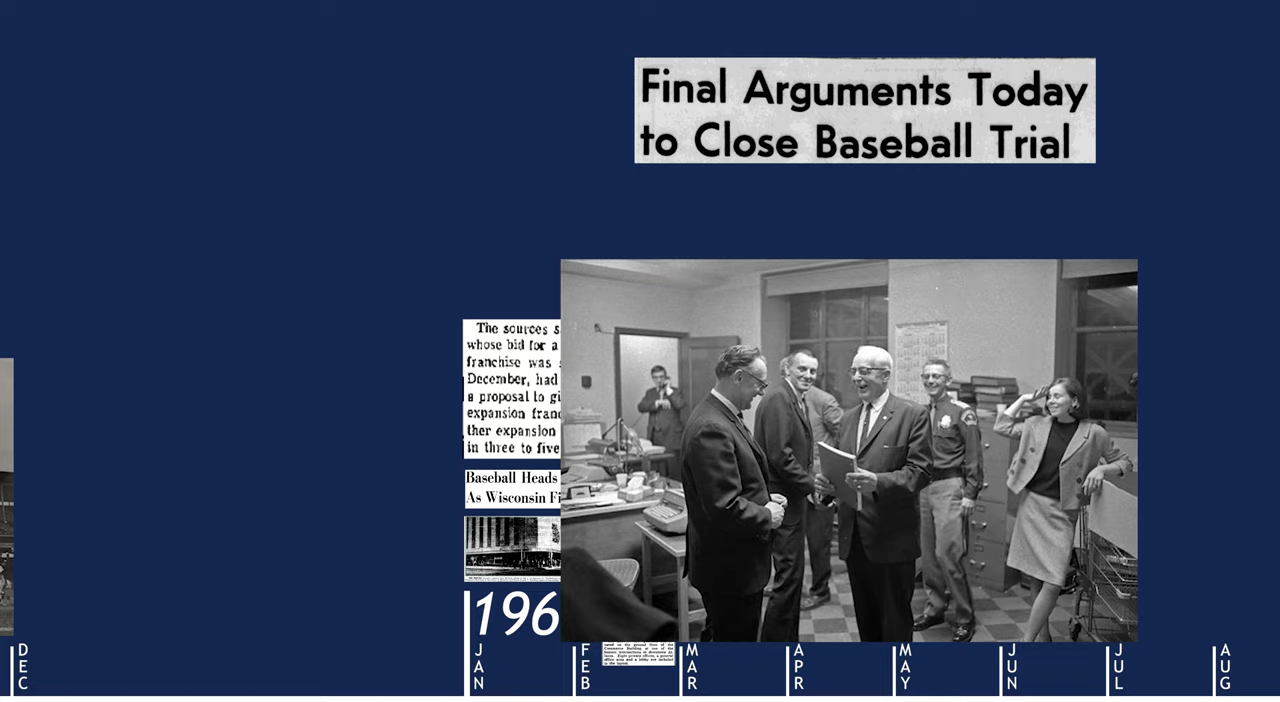 Final Arguments Today
to Close Baseball Trial
The sources s
whose bid for a
franchise was
December, had
a proposal to gi
expansion fran
ther expansion
in three to five
Baseball Heads
As Wisconsin Fi
196
DEC
JAN
FEB
MAR
APR
MAY
JUN
JUL
AUG